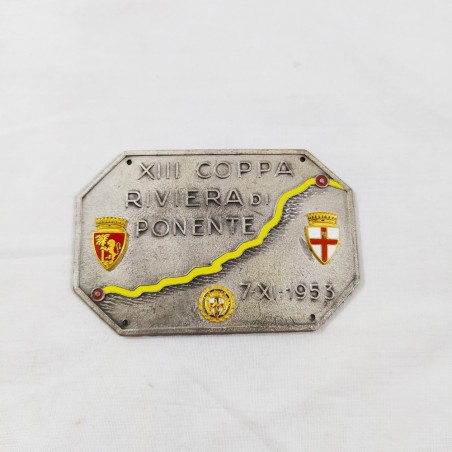 XIII COPPA
RIVIERA DI
PONENTE
7-XI-1953